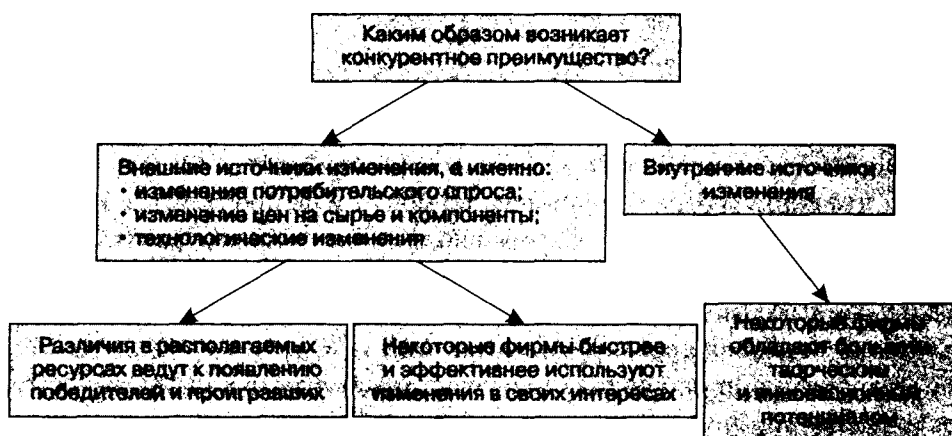 Каким образом возникает
конкурентное преимущество?
Внешние источники изменения, а именно:
• изменение потребительского спроса;
• изменение цен на сырье и компоненты;
• технологические изменения
Внутренние источники
изменения
Различия в располагаемых
ресурсах ведут к появлению
победителей и проигравших
Некоторые фирмы быстрее
и эффективнее используют
изменения в своих интересах
Некоторые фирмы
обладают большим
творческим
и инновационным
потенциалом